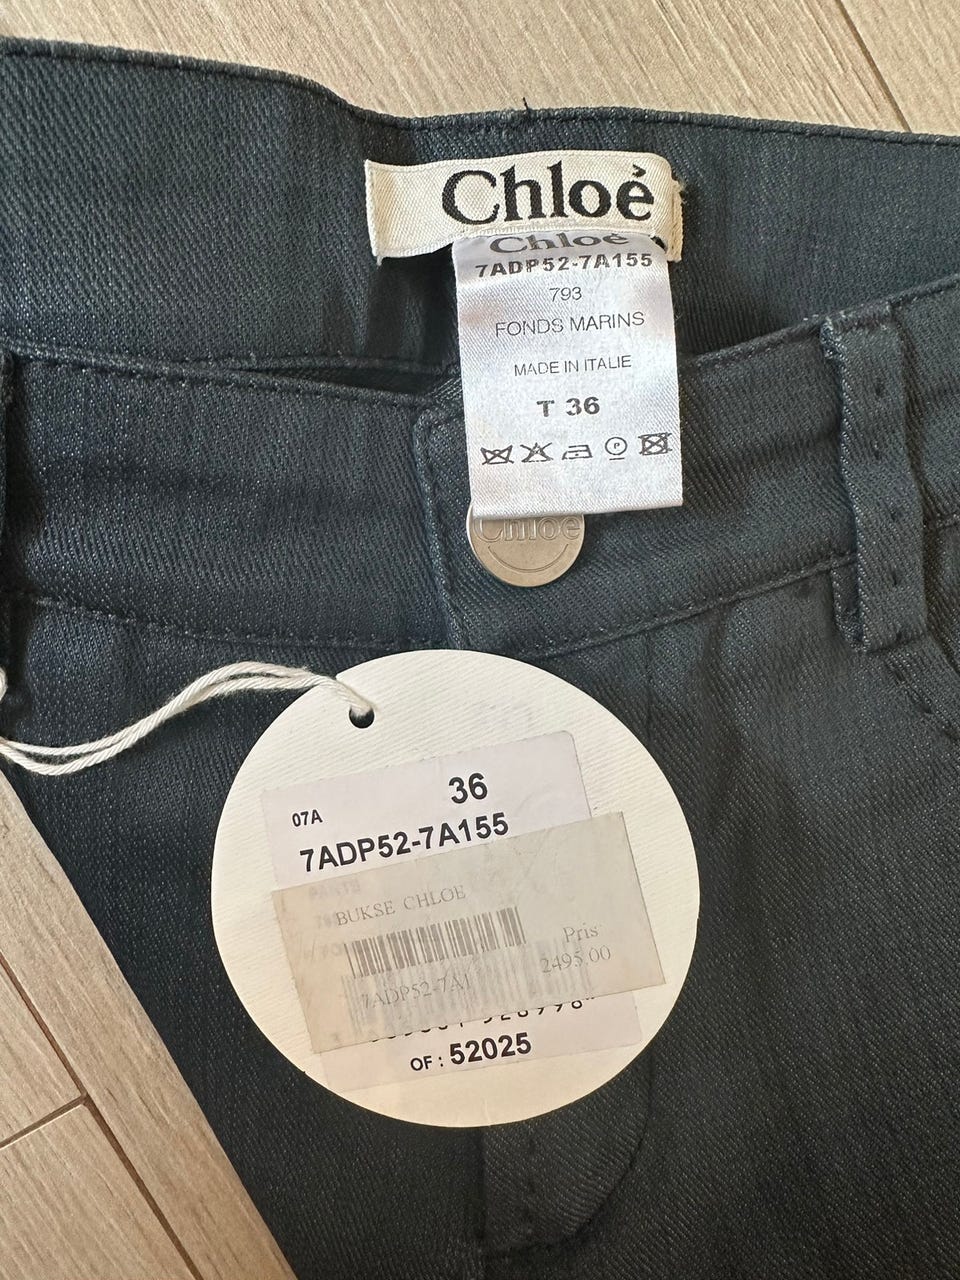 Chloé
Chloé
7ADP52-7A155
793
FONDS MARINS
MADE IN ITALIE
T 36
P
Chloé
36
07A
7ADP52-7A155
BUKSE CHLOE
Pris
2495.00
7ADP52-7A1
OF : 52025